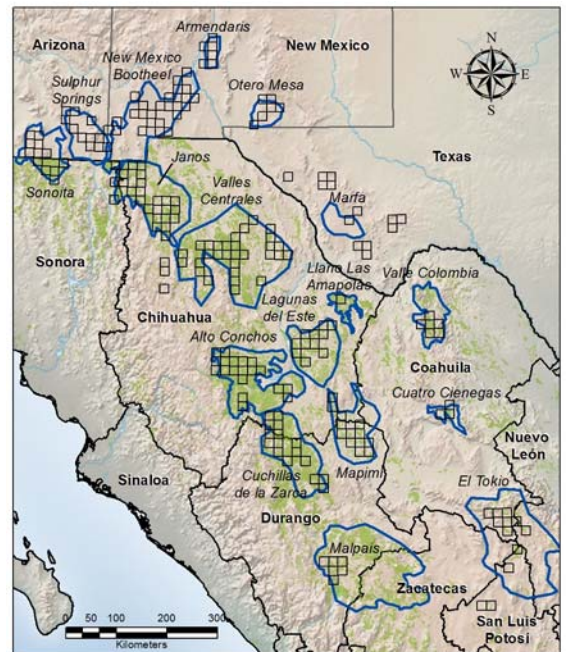 Armendaris
Arizona
New Mexico
New Mexico
Bootheel
N
W E
S
Sulphur
Springs
Otero Mesa
Texas
Janos
Sonoita
Valles
Centrales
Marfa
Sonora
Llano Las
Amapolas
Valle Colombia
Lagunas
del Este
Chihuahua
Alto Conchos
Coahuila
Cuatro Cienegas
Nuevo
León
Sinaloa
Mapimi
El Tokio
Cuchillas
de la Zarca
Durango
Malpais
Zacatecas
San Luis
Potosi
0 50 100 200 300
Kilometers